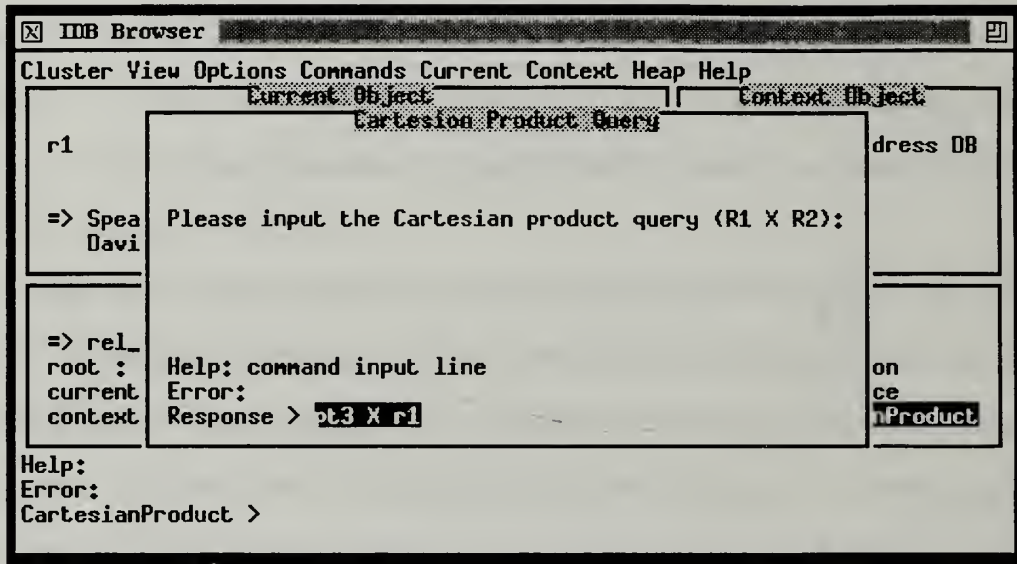 IDB Browser
Cluster View Options Commands Current Context Heap Help
Current Object
Context Object
Cartesion Product Query
r1
dress DB
=> Spea
Davi
Please input the Cartesian product query (R1 X R2):
=> rel_
root :
current
context
Help: command input line
Error:
Response > pt3 X r1
on
ce
nProduct
Help:
Error:
CartesianProduct >